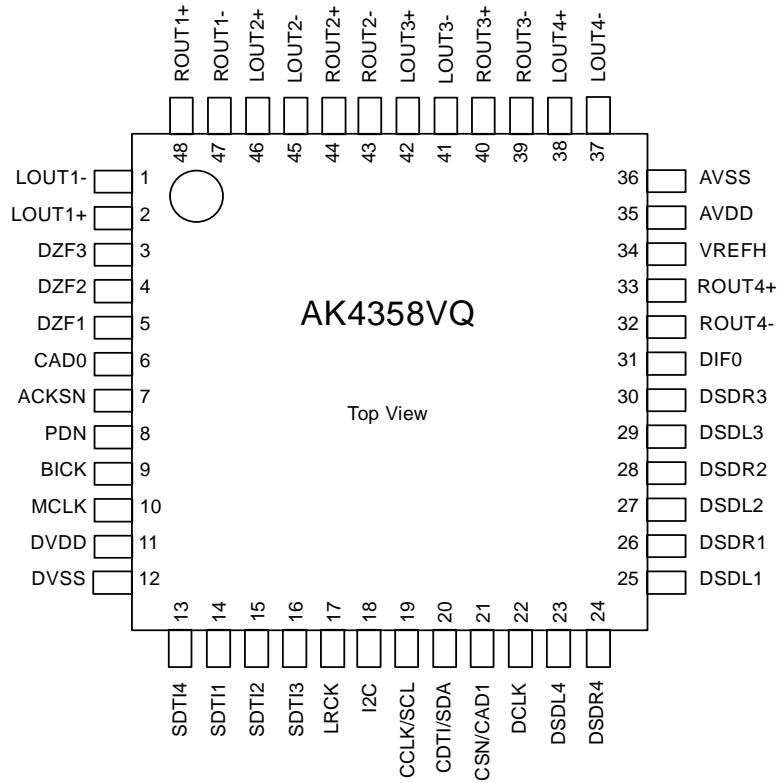 ROUT1+
ROUT1-
LOUT2+
LOUT2-
ROUT2+
ROUT2-
LOUT3+
LOUT3-
ROUT3+
ROUT3-
LOUT4+
LOUT4-
48
47
46
45
44
43
42
41
40
39
38
37
LOUT1- 1
LOUT1+ 2
DZF3 3
DZF2 4
DZF1 5
CAD0 6
ACKSN 7
PDN 8
BICK 9
MCLK 10
DVDD 11
DVSS 12
AK4358VQ
Top View
36 AVSS
35 AVDD
34 VREFH
33 ROUT4+
32 ROUT4-
31 DIF0
30 DSDR3
29 DSDL3
28 DSDR2
27 DSDL2
26 DSDR1
25 DSDL1
13
14
15
16
17
18
19
20
21
22
23
24
SDTI4
SDTI1
SDTI2
SDTI3
LRCK
I2C
CCLK/SCL
CDTI/SDA
CSN/CAD1
DCLK
DSDL4
DSDR4